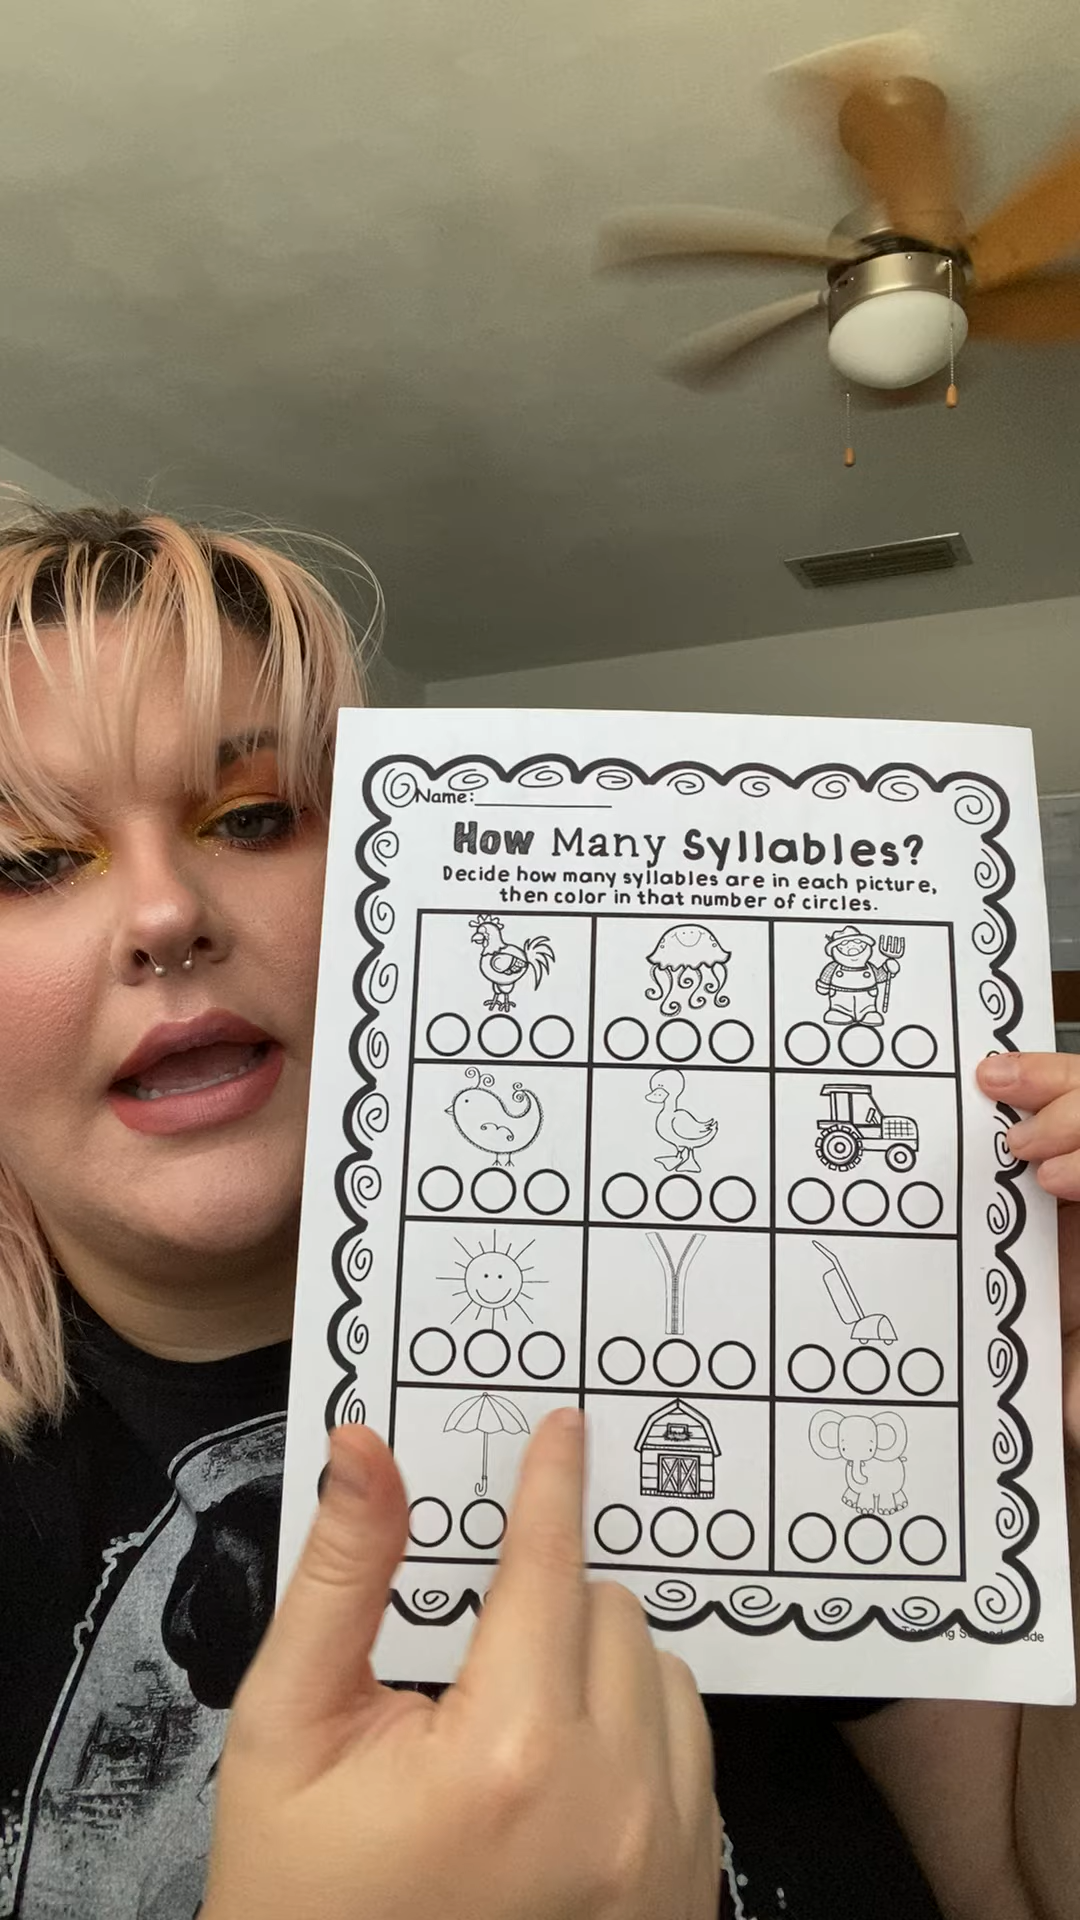 Name:
How Many Syllables?
Decide how many syllables are in each picture,
then color in that number of circles.